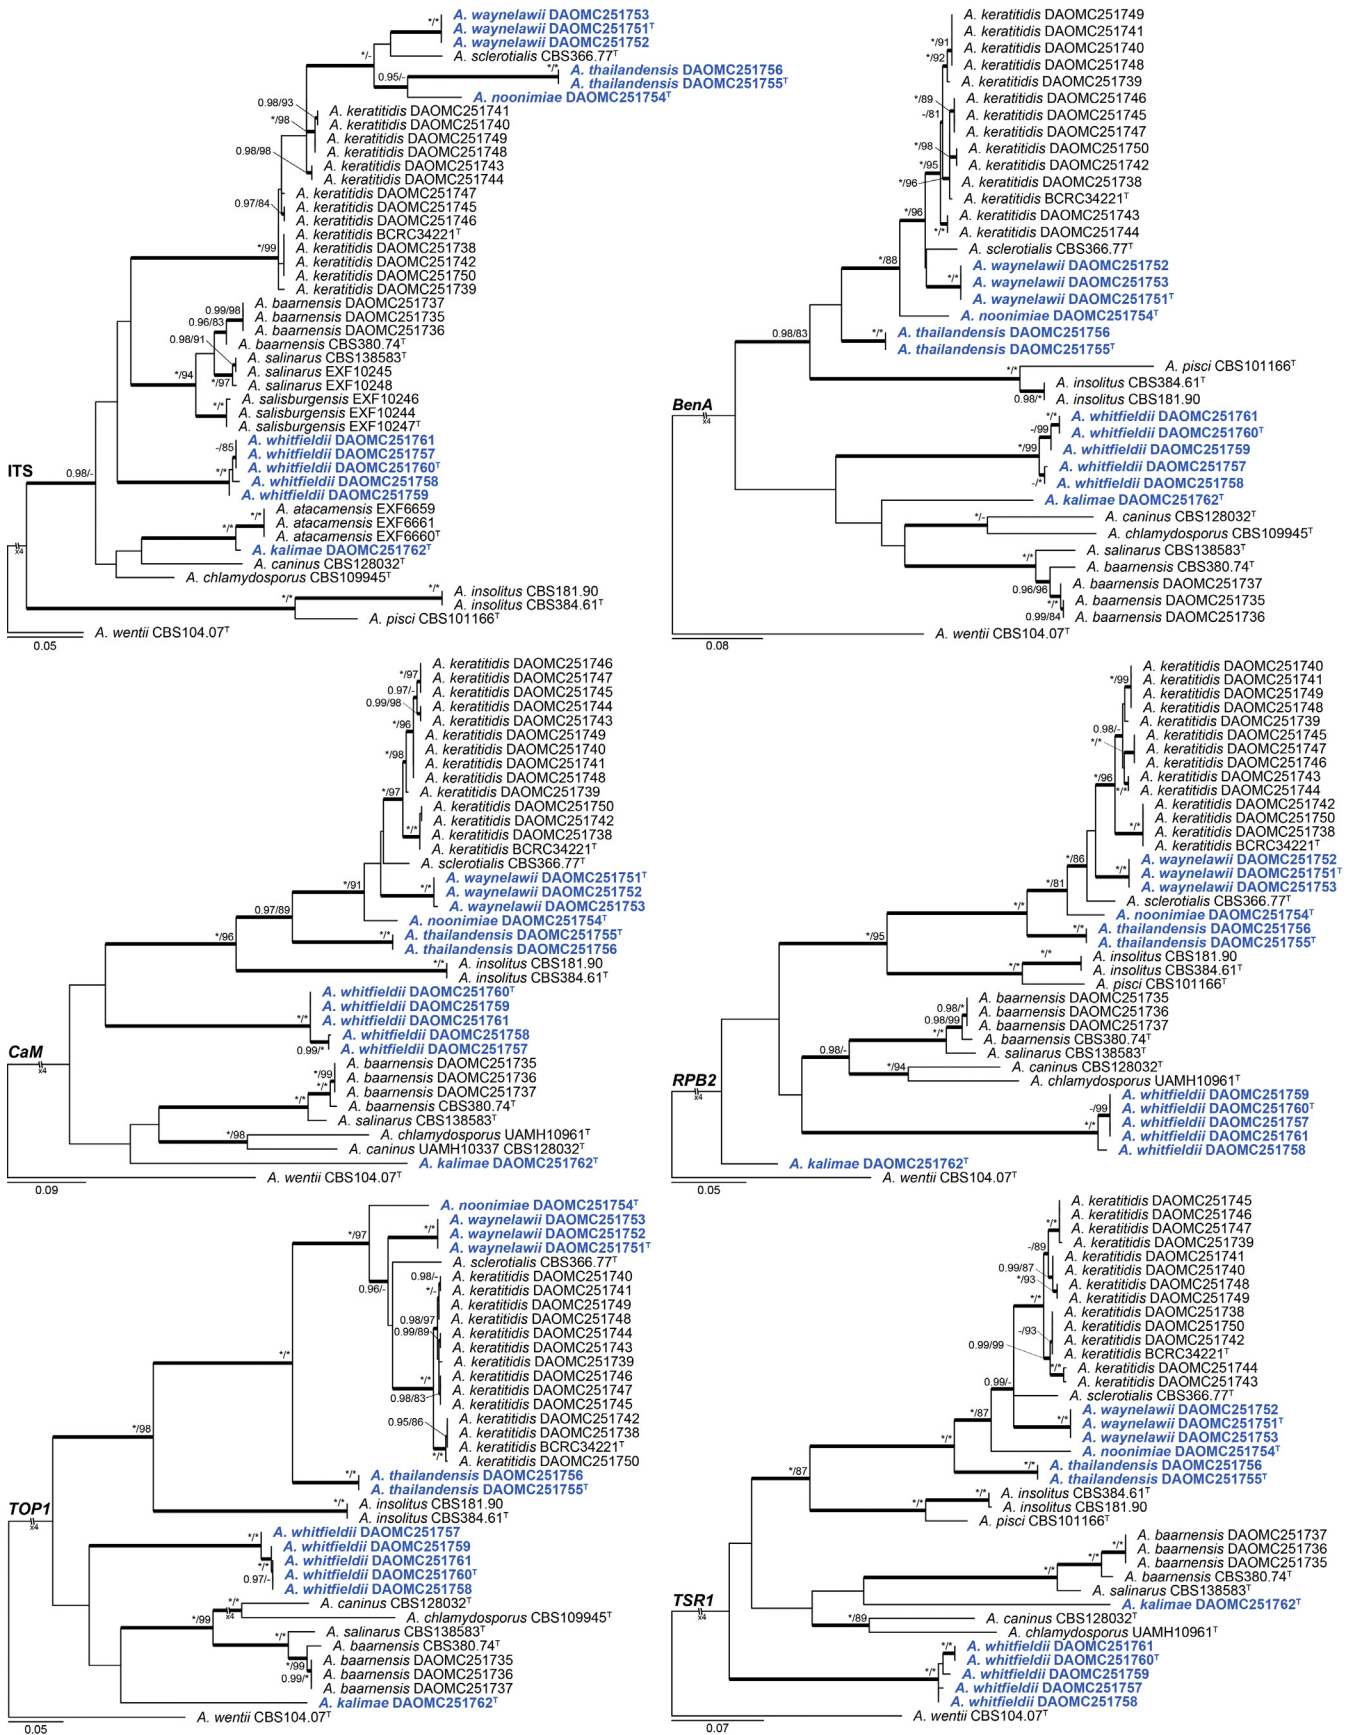 ITS
*/*
A. waynelawii DAOMC251753
A. waynelawii DAOMC251751ᵀ
A. waynelawii DAOMC251752
*/-
A. sclerotialis CBS366.77ᵀ
*/*
A. thailandensis DAOMC251756
0.95/-
A. thailandensis DAOMC251755ᵀ
A. noonimiae DAOMC251754ᵀ
0.98/93
A. keratitidis DAOMC251741
*/98
A. keratitidis DAOMC251740
A. keratitidis DAOMC251749
0.98/98
A. keratitidis DAOMC251748
A. keratitidis DAOMC251743
A. keratitidis DAOMC251744
A. keratitidis DAOMC251747
0.97/84
A. keratitidis DAOMC251745
A. keratitidis DAOMC251746
A. keratitidis BCRC34221ᵀ
*/99
A. keratitidis DAOMC251738
A. keratitidis DAOMC251742
A. keratitidis DAOMC251750
A. keratitidis DAOMC251739
A. baarnensis DAOMC251737
0.99/98
A. baarnensis DAOMC251735
0.96/83
A. baarnensis DAOMC251736
0.98/91
A. baarnensis CBS380.74ᵀ
A. salinarus CBS138583ᵀ
*/94
A. salinarus EXF10245
*/97
A. salinarus EXF10248
A. salisburgensis EXF10246
*/*
A. salisburgensis EXF10244
A. salisburgensis EXF10247ᵀ
A. whitfieldii DAOMC251761
-/85
A. whitfieldii DAOMC251757
0.98/-
*/*
A. whitfieldii DAOMC251760ᵀ
A. whitfieldii DAOMC251758
A. whitfieldii DAOMC251759
*/*
A. atacamensis EXF6659
*/*
A. atacamensis EXF6661
A. atacamensis EXF6660ᵀ
x4
A. kalimae DAOMC251762ᵀ
A. caninus CBS128032ᵀ
A. chlamydosporus CBS109945ᵀ
*/*
*/*
A. insolitus CBS181.90
A. insolitus CBS384.61ᵀ
A. pisci CBS101166ᵀ
A. wentii CBS104.07ᵀ
0.05
BenA
x4
A. keratitidis DAOMC251749
A. keratitidis DAOMC251741
*/91
A. keratitidis DAOMC251740
*/92
A. keratitidis DAOMC251748
A. keratitidis DAOMC251739
*/89
A. keratitidis DAOMC251746
-/81
A. keratitidis DAOMC251745
A. keratitidis DAOMC251747
*/98
A. keratitidis DAOMC251750
*/95
A. keratitidis DAOMC251742
*/96
A. keratitidis DAOMC251738
A. keratitidis BCRC34221ᵀ
*/96
A. keratitidis DAOMC251743
*/*
A. keratitidis DAOMC251744
A. sclerotialis CBS366.77ᵀ
*/88
A. waynelawii DAOMC251752
*/*
A. waynelawii DAOMC251753
A. waynelawii DAOMC251751ᵀ
A. noonimiae DAOMC251754ᵀ
0.98/83
*/*
A. thailandensis DAOMC251756
A. thailandensis DAOMC251755ᵀ
*/*
A. pisci CBS101166ᵀ
A. insolitus CBS384.61ᵀ
0.98/*
A. insolitus CBS181.90
*/*
A. whitfieldii DAOMC251761
-/99
A. whitfieldii DAOMC251760ᵀ
*/99
A. whitfieldii DAOMC251759
A. whitfieldii DAOMC251757
-/*
A. whitfieldii DAOMC251758
A. kalimae DAOMC251762ᵀ
*/-
A. caninus CBS128032ᵀ
A. chlamydosporus CBS109945ᵀ
*/*
A. salinarus CBS138583ᵀ
A. baarnensis CBS380.74ᵀ
0.96/96
A. baarnensis DAOMC251737
*/*
A. baarnensis DAOMC251735
0.99/84
A. baarnensis DAOMC251736
A. wentii CBS104.07ᵀ
0.08
CaM
x4
A. keratitidis DAOMC251746
*/97
A. keratitidis DAOMC251747
0.97/-
A. keratitidis DAOMC251745
0.99/98
A. keratitidis DAOMC251744
*/96
A. keratitidis DAOMC251743
A. keratitidis DAOMC251749
*/98
A. keratitidis DAOMC251740
A. keratitidis DAOMC251741
A. keratitidis DAOMC251748
*/97
A. keratitidis DAOMC251739
A. keratitidis DAOMC251750
*/*
A. keratitidis DAOMC251742
A. keratitidis DAOMC251738
A. keratitidis BCRC34221ᵀ
A. sclerotialis CBS366.77ᵀ
*/91
*/*
A. waynelawii DAOMC251751ᵀ
A. waynelawii DAOMC251752
A. waynelawii DAOMC251753
0.97/89
A. noonimiae DAOMC251754ᵀ
*/96
*/*
A. thailandensis DAOMC251755ᵀ
A. thailandensis DAOMC251756
*/*
A. insolitus CBS181.90
A. insolitus CBS384.61ᵀ
A. whitfieldii DAOMC251760ᵀ
A. whitfieldii DAOMC251759
*/*
A. whitfieldii DAOMC251761
A. whitfieldii DAOMC251758
0.99/*
A. whitfieldii DAOMC251757
A. baarnensis DAOMC251735
*/99
A. baarnensis DAOMC251736
*/*
A. baarnensis DAOMC251737
*/*
A. baarnensis CBS380.74ᵀ
A. salinarus CBS138583ᵀ
*/98
A. chlamydosporus UAMH10961ᵀ
A. caninus UAMH10337 CBS128032ᵀ
A. kalimae DAOMC251762ᵀ
A. wentii CBS104.07ᵀ
0.09
RPB2
x4
A. keratitidis DAOMC251740
*/99
A. keratitidis DAOMC251741
A. keratitidis DAOMC251749
A. keratitidis DAOMC251748
0.98/-
A. keratitidis DAOMC251739
*/*
A. keratitidis DAOMC251745
A. keratitidis DAOMC251747
A. keratitidis DAOMC251746
*/96
A. keratitidis DAOMC251743
*/*
A. keratitidis DAOMC251744
A. keratitidis DAOMC251742
A. keratitidis DAOMC251750
*/*
A. keratitidis DAOMC251738
A. keratitidis BCRC34221ᵀ
*/86
A. waynelawii DAOMC251752
*/*
A. waynelawii DAOMC251751ᵀ
*/81
A. waynelawii DAOMC251753
A. sclerotialis CBS366.77ᵀ
*/*
A. noonimiae DAOMC251754ᵀ
*/*
A. thailandensis DAOMC251756
*/95
A. thailandensis DAOMC251755ᵀ
*/*
A. insolitus CBS181.90
*/*
A. insolitus CBS384.61ᵀ
A. pisci CBS101166ᵀ
A. baarnensis DAOMC251735
0.98/*
A. baarnensis DAOMC251736
0.98/99
A. baarnensis DAOMC251737
*/*
A. baarnensis CBS380.74ᵀ
0.98/-
A. salinarus CBS138583ᵀ
*/94
A. caninus CBS128032ᵀ
A. chlamydosporus UAMH10961ᵀ
A. whitfieldii DAOMC251759
-/99
A. whitfieldii DAOMC251760ᵀ
*/*
A. whitfieldii DAOMC251757
A. whitfieldii DAOMC251761
A. whitfieldii DAOMC251758
A. kalimae DAOMC251762ᵀ
A. wentii CBS104.07ᵀ
0.05
TOP1
x4
A. noonimiae DAOMC251754ᵀ
*/97
*/*
A. waynelawii DAOMC251753
A. waynelawii DAOMC251752
A. waynelawii DAOMC251751ᵀ
A. sclerotialis CBS366.77ᵀ
0.96/-
0.98/-
A. keratitidis DAOMC251740
*/-
A. keratitidis DAOMC251741
A. keratitidis DAOMC251749
0.98/97
A. keratitidis DAOMC251748
0.99/89
A. keratitidis DAOMC251744
A. keratitidis DAOMC251743
*/*
A. keratitidis DAOMC251739
*/*
A. keratitidis DAOMC251746
A. keratitidis DAOMC251747
0.98/83
A. keratitidis DAOMC251745
0.95/86
A. keratitidis DAOMC251742
A. keratitidis DAOMC251738
A. keratitidis BCRC34221ᵀ
*/*
A. keratitidis DAOMC251750
*/98
*/*
A. thailandensis DAOMC251756
A. thailandensis DAOMC251755ᵀ
*/*
A. insolitus CBS181.90
A. insolitus CBS384.61ᵀ
*/*
A. whitfieldii DAOMC251757
A. whitfieldii DAOMC251759
*/*
A. whitfieldii DAOMC251761
0.97/-
A. whitfieldii DAOMC251760ᵀ
A. whitfieldii DAOMC251758
*/*
x4
A. caninus CBS128032ᵀ
*/99
A. chlamydosporus CBS109945ᵀ
*/*
A. salinarus CBS138583ᵀ
A. baarnensis CBS380.74ᵀ
*/99
A. baarnensis DAOMC251735
0.99/*
A. baarnensis DAOMC251736
A. baarnensis DAOMC251737
A. kalimae DAOMC251762ᵀ
A. wentii CBS104.07ᵀ
0.05
TSR1
x4
A. keratitidis DAOMC251745
*/*
A. keratitidis DAOMC251746
A. keratitidis DAOMC251747
-/89
A. keratitidis DAOMC251739
A. keratitidis DAOMC251741
0.99/87
A. keratitidis DAOMC251740
*/93
A. keratitidis DAOMC251748
*/*
A. keratitidis DAOMC251749
A. keratitidis DAOMC251738
A. keratitidis DAOMC251750
-/93
A. keratitidis DAOMC251742
0.99/99
A. keratitidis BCRC34221ᵀ
*/*
A. keratitidis DAOMC251744
A. keratitidis DAOMC251743
0.99/-
A. sclerotialis CBS366.77ᵀ
*/87
A. waynelawii DAOMC251752
*/*
A. waynelawii DAOMC251751ᵀ
A. waynelawii DAOMC251753
*/*
A. noonimiae DAOMC251754ᵀ
*/*
A. thailandensis DAOMC251756
*/87
A. thailandensis DAOMC251755ᵀ
*/*
A. insolitus CBS384.61ᵀ
*/*
A. insolitus CBS181.90
A. pisci CBS101166ᵀ
A. baarnensis DAOMC251737
*/*
A. baarnensis DAOMC251736
*/*
A. baarnensis DAOMC251735
*/*
A. baarnensis CBS380.74ᵀ
A. salinarus CBS138583ᵀ
A. kalimae DAOMC251762ᵀ
*/89
A. caninus CBS128032ᵀ
A. chlamydosporus UAMH10961ᵀ
*/*
A. whitfieldii DAOMC251761
A. whitfieldii DAOMC251760ᵀ
*/*
A. whitfieldii DAOMC251759
A. whitfieldii DAOMC251757
A. whitfieldii DAOMC251758
A. wentii CBS104.07ᵀ
0.07